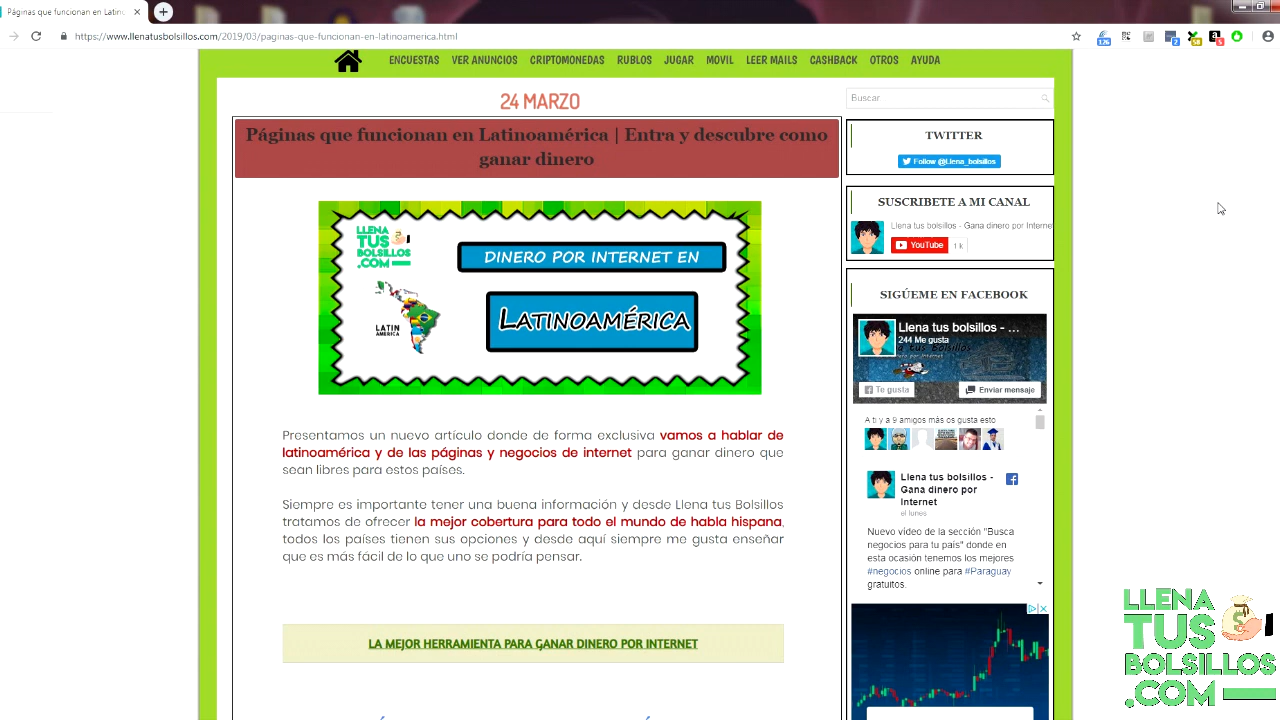 Páginas que funcionan en Latino
https://www.llenatusbolsillos.com/2019/03/paginas-que-funcionan-en-latinoamerica.html
126
2
58
5
ENCUESTAS VER ANUNCIOS CRIPTOMONEDAS RUBLOS JUGAR MOVIL LEER MAILS CASHBACK OTROS AYUDA
24 MARZO
Páginas que funcionan en Latinoamérica | Entra y descubre como
ganar dinero
LLENA
TUS
BOLSILLOS
.COM
DINERO POR INTERNET EN
LATINOAMÉRICA
LATIN
AMERICA
Presentamos un nuevo artículo donde de forma exclusiva vamos a hablar de
latinoamérica y de las páginas y negocios de internet para ganar dinero que
sean libres para estos países.
Siempre es importante tener una buena información y desde Llena tus Bolsillos
tratamos de ofrecer la mejor cobertura para todo el mundo de habla hispana,
todos los países tienen sus opciones y desde aquí siempre me gusta enseñar
que es más fácil de lo que uno se podría pensar.
LA MEJOR HERRAMIENTA PARA GANAR DINERO POR INTERNET
Buscar
TWITTER
Follow @Llena_bolsillos
SUSCRIBETE A MI CANAL
Llena tus bolsillos - Gana dinero por Internet
YouTube 1 k
SIGÚEME EN FACEBOOK
Llena tus bolsillos - ...
244 Me gusta
Te gusta
Enviar mensaje
A ti y a 9 amigos más os gusta esto
Llena tus bolsillos -
Gana dinero por
Internet
el lunes
Nuevo vídeo de la sección "Busca
negocios para tu país" donde en
esta ocasión tenemos los mejores
#negocios online para #Paraguay
gratuitos.
LLENA
TUS
BOLSILLOS
.COM